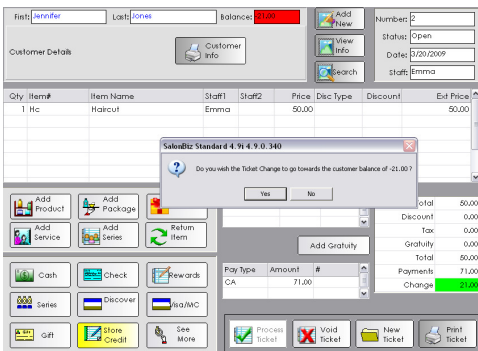 First: Jennifer Last: Jones Balance: -21.00
Customer Details
Customer Info
Add New
View Info
Search
Number: 2
Status: Open
Date: 3/20/2009
Staff: Emma
Qty Item# Item Name Staff1 Staff2 Price Disc Type Discount Ext Price
1 Hc Haircut Emma 50.00 50.00
SalonBiz Standard 4.9i 4.9.0.340
Do you wish the Ticket Change to go towards the customer balance of -21.00 ?
Yes No
Add Product
Add Package
Add Service
Add Series
Return Item
Add Gratuity
otal 50.00
Discount 0.00
Tax 0.00
Gratuity 0.00
Total 50.00
Payments 71.00
Change 21.00
Cash
Check
Rewards
Series
Discover
Visa/MC
Gift
Store Credit
See More
Pay Type Amount #
CA 71.00
Process Ticket
Void Ticket
New Ticket
Print Ticket